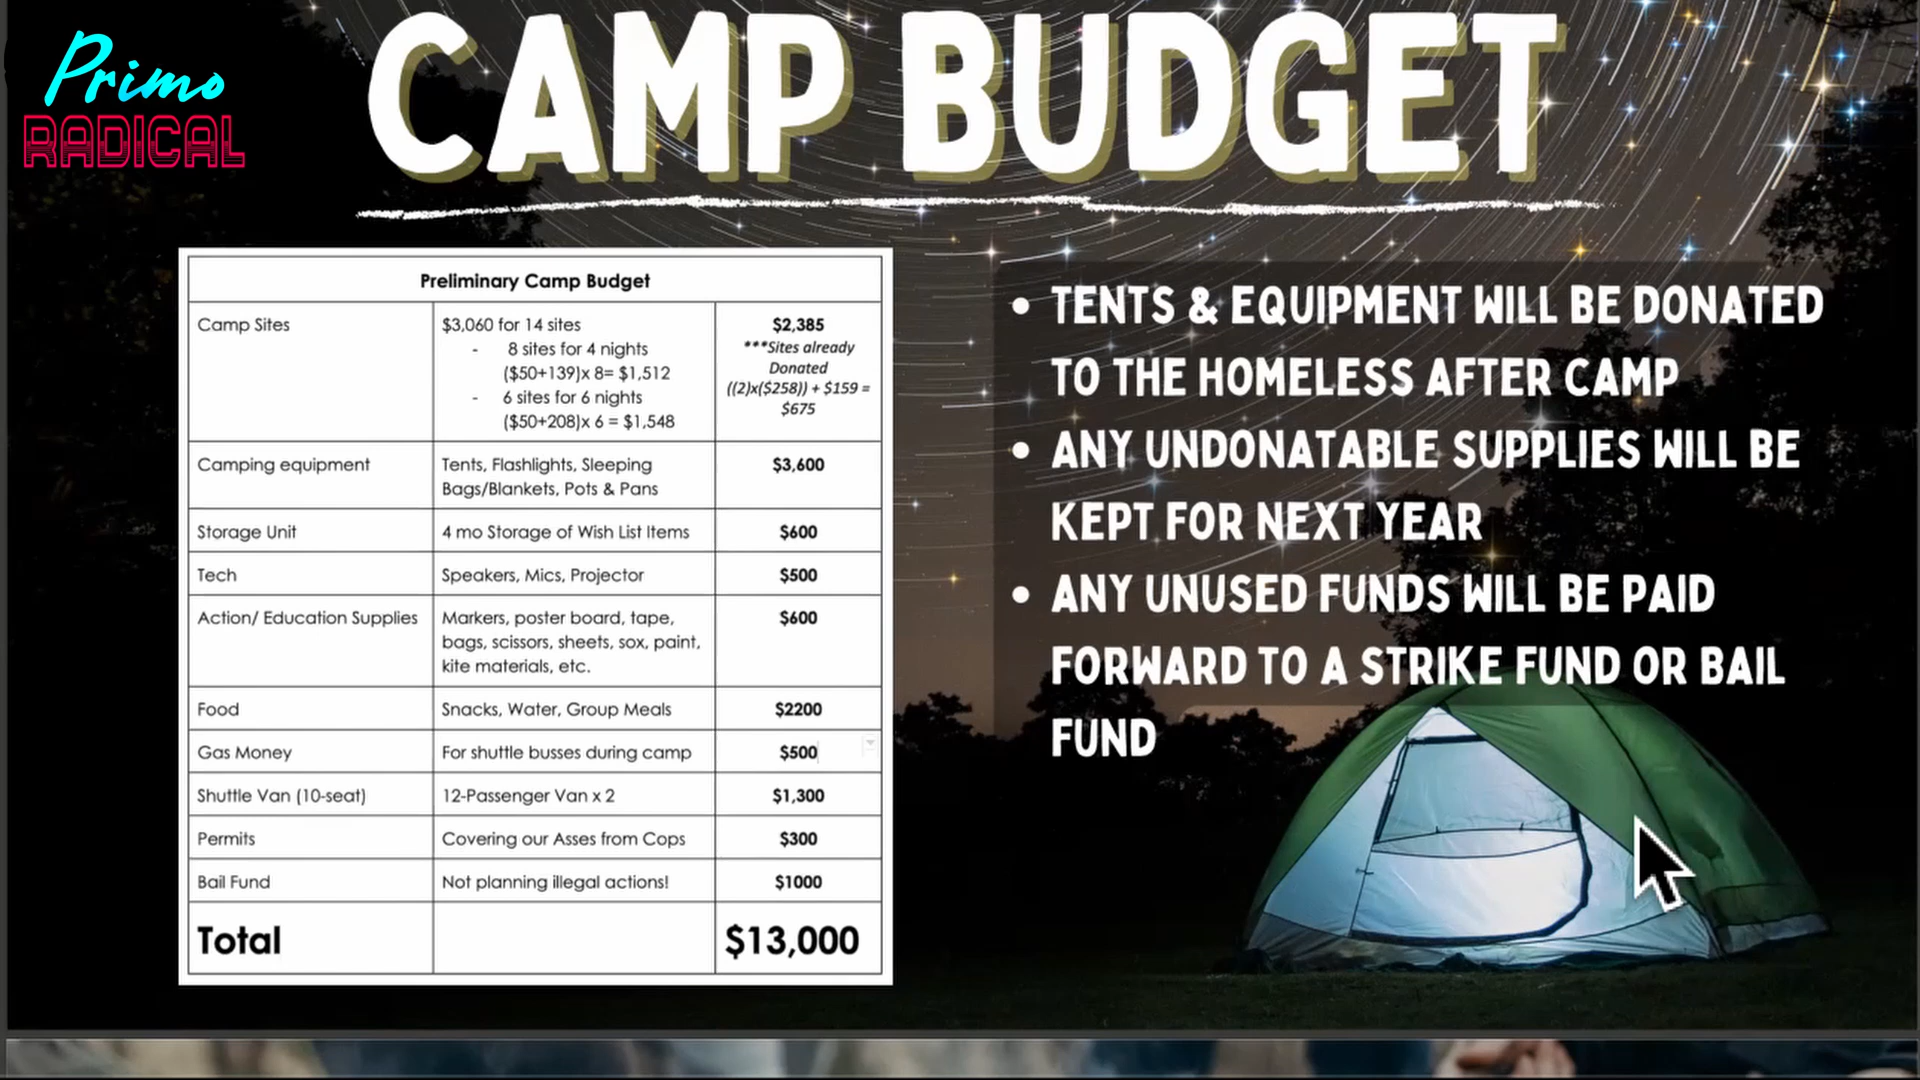 Primo
RADICAL
CAMP BUDGET
Preliminary Camp Budget
Camp Sites
$3,060 for 14 sites
- 8 sites for 4 nights
($50+139)x 8= $1,512
- 6 sites for 6 nights
($50+208)x 6 = $1,548
$2,385
***Sites already
Donated
((2)x($258)) + $159 =
$675
Camping equipment
Tents, Flashlights, Sleeping
Bags/Blankets, Pots & Pans
$3,600
Storage Unit
4 mo Storage of Wish List Items
$600
Tech
Speakers, Mics, Projector
$500
Action/ Education Supplies
Markers, poster board, tape,
bags, scissors, sheets, sox, paint,
kite materials, etc.
$600
Food
Snacks, Water, Group Meals
$2200
Gas Money
For shuttle busses during camp
$500
Shuttle Van (10-seat)
12-Passenger Van x 2
$1,300
Permits
Covering our Asses from Cops
$300
Bail Fund
Not planning illegal actions!
$1000
Total
$13,000
• TENTS & EQUIPMENT WILL BE DONATED
TO THE HOMELESS AFTER CAMP
• ANY UNDONATABLE SUPPLIES WILL BE
KEPT FOR NEXT YEAR
• ANY UNUSED FUNDS WILL BE PAID
FORWARD TO A STRIKE FUND OR BAIL
FUND